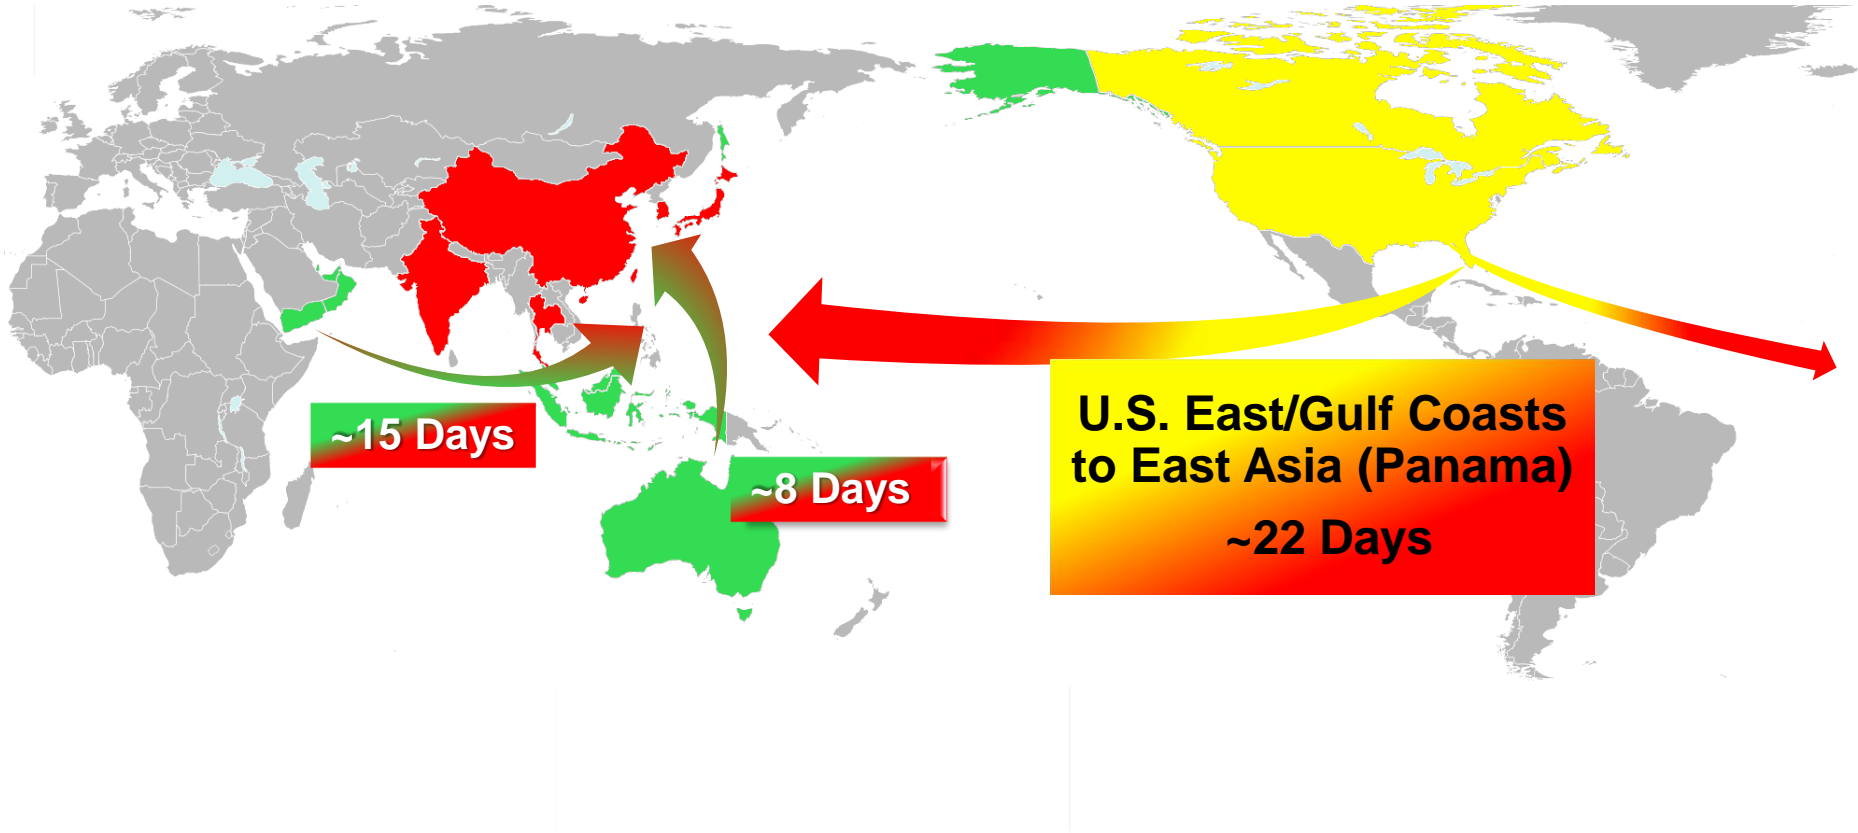 ~15 Days
~8 Days
U.S. East/Gulf Coasts
to East Asia (Panama)
~22 Days